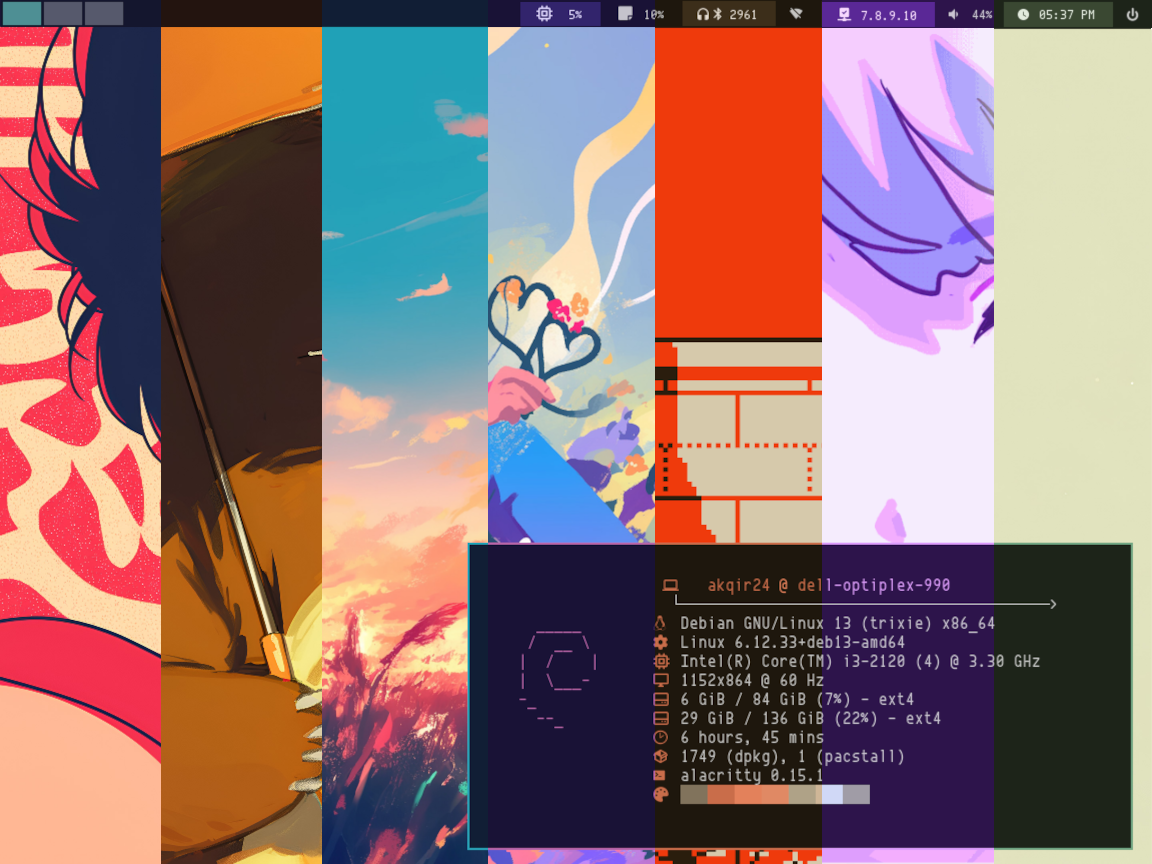 5% 10% 2961 7.8.9.10 44% 05:37 PM
akqir24 @ dell-optiplex-990
Debian GNU/Linux 13 (trixie) x86_64
Linux 6.12.33+deb13-amd64
Intel(R) Core(TM) i3-2120 (4) @ 3.30 GHz
1152x864 @ 60 Hz
6 GiB / 84 GiB (7%) - ext4
29 GiB / 136 GiB (22%) - ext4
6 hours, 45 mins
1749 (dpkg), 1 (pacstall)
alacritty 0.15.1